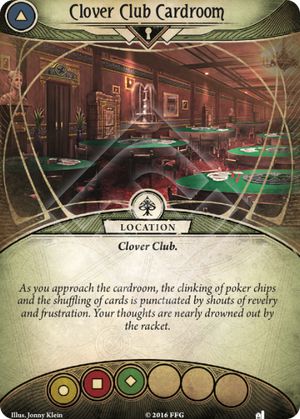 Clover Club Cardroom
LOCATION
Clover Club.
As you approach the cardroom, the clinking of poker chips
and the shuffling of cards is punctuated by shouts of revelry
and frustration. Your thoughts are nearly drowned out by
the racket.
Illus. Jonny Klein
© 2016 FFG